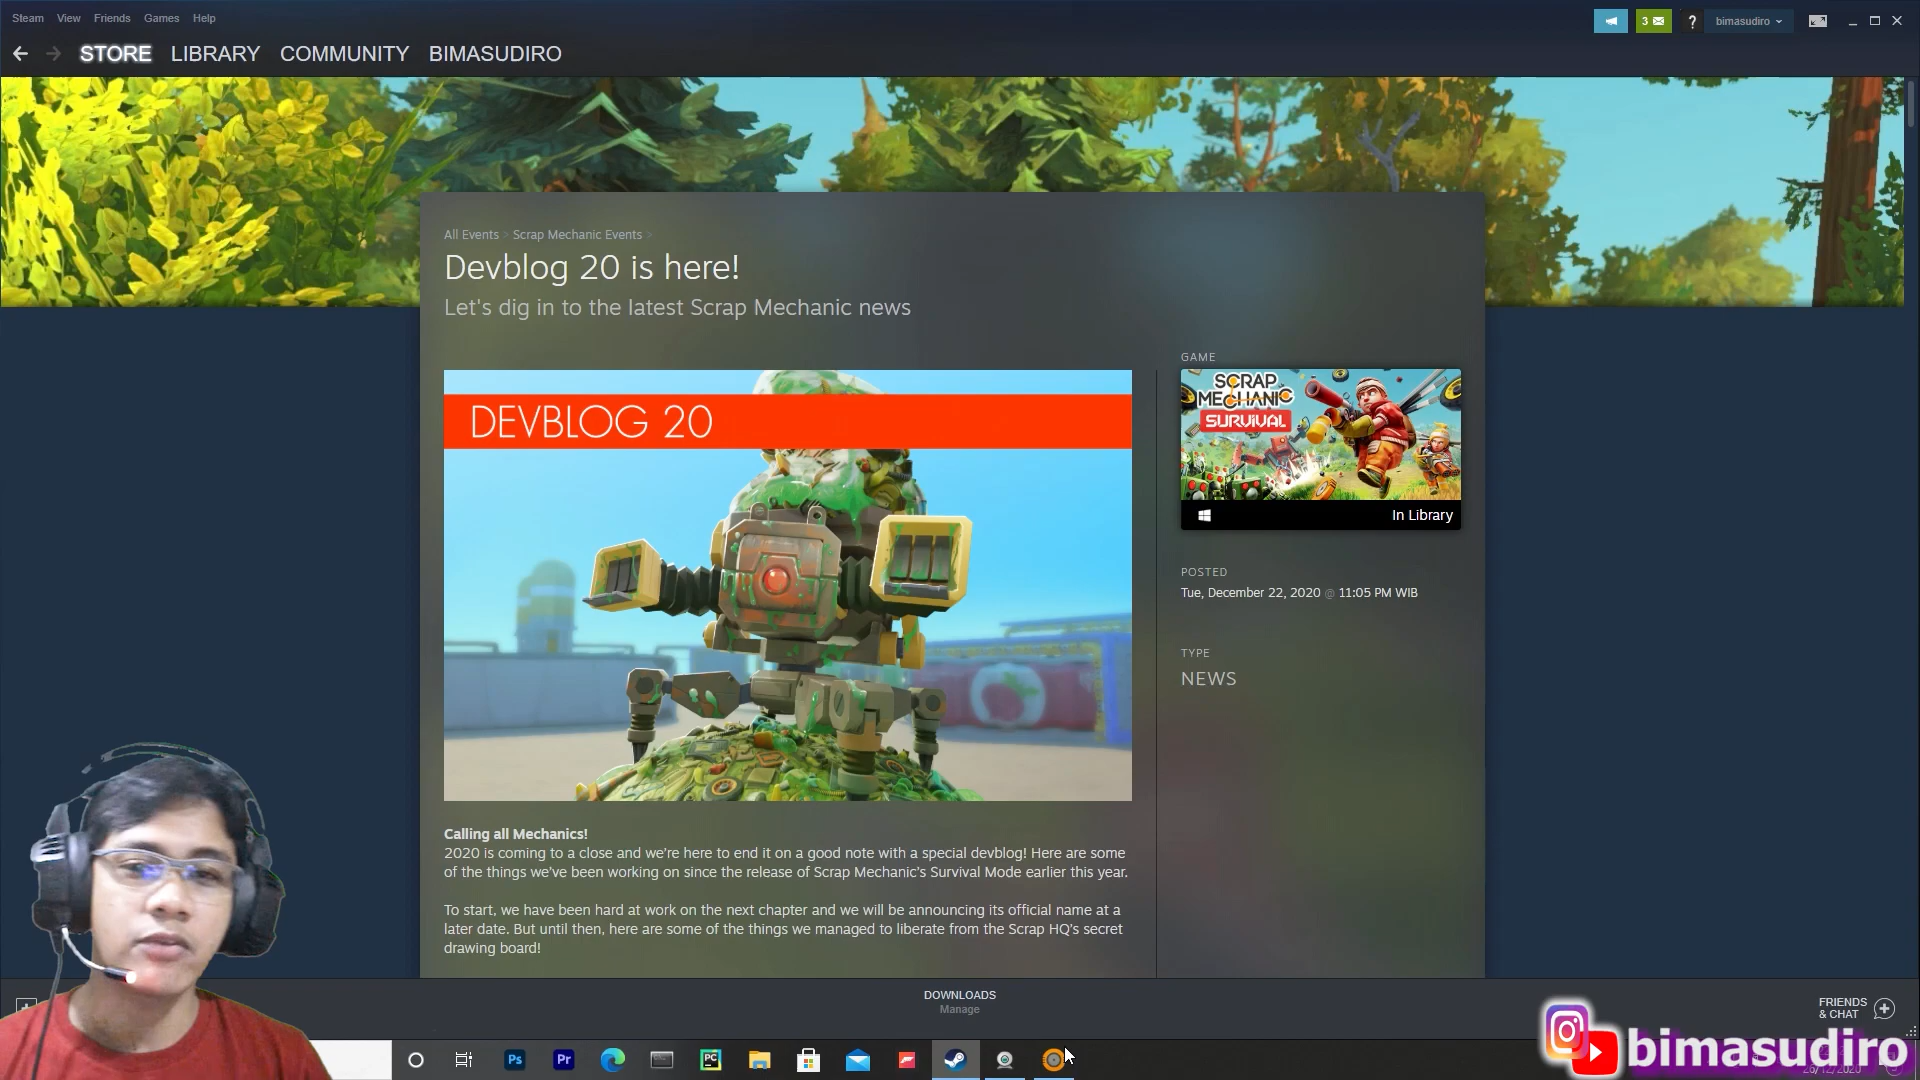 Steam View Friends Games Help
3 ? bimasudiro
STORE LIBRARY COMMUNITY BIMASUDIRO
All Events > Scrap Mechanic Events >
Devblog 20 is here!
Let's dig in to the latest Scrap Mechanic news
DEVBLOG 20
GAME
SCRAP
MECHANIC
SURVIVAL
In Library
POSTED
Tue, December 22, 2020 @ 11:05 PM WIB
TYPE
NEWS
Calling all Mechanics!
2020 is coming to a close and we're here to end it on a good note with a special devblog! Here are some
of the things we've been working on since the release of Scrap Mechanic's Survival Mode earlier this year.
To start, we have been hard at work on the next chapter and we will be announcing its official name at a
later date. But until then, here are some of the things we managed to liberate from the Scrap HQ's secret
drawing board!
DOWNLOADS
Manage
FRIENDS
& CHAT
Ps Pr PC
bimasudiro